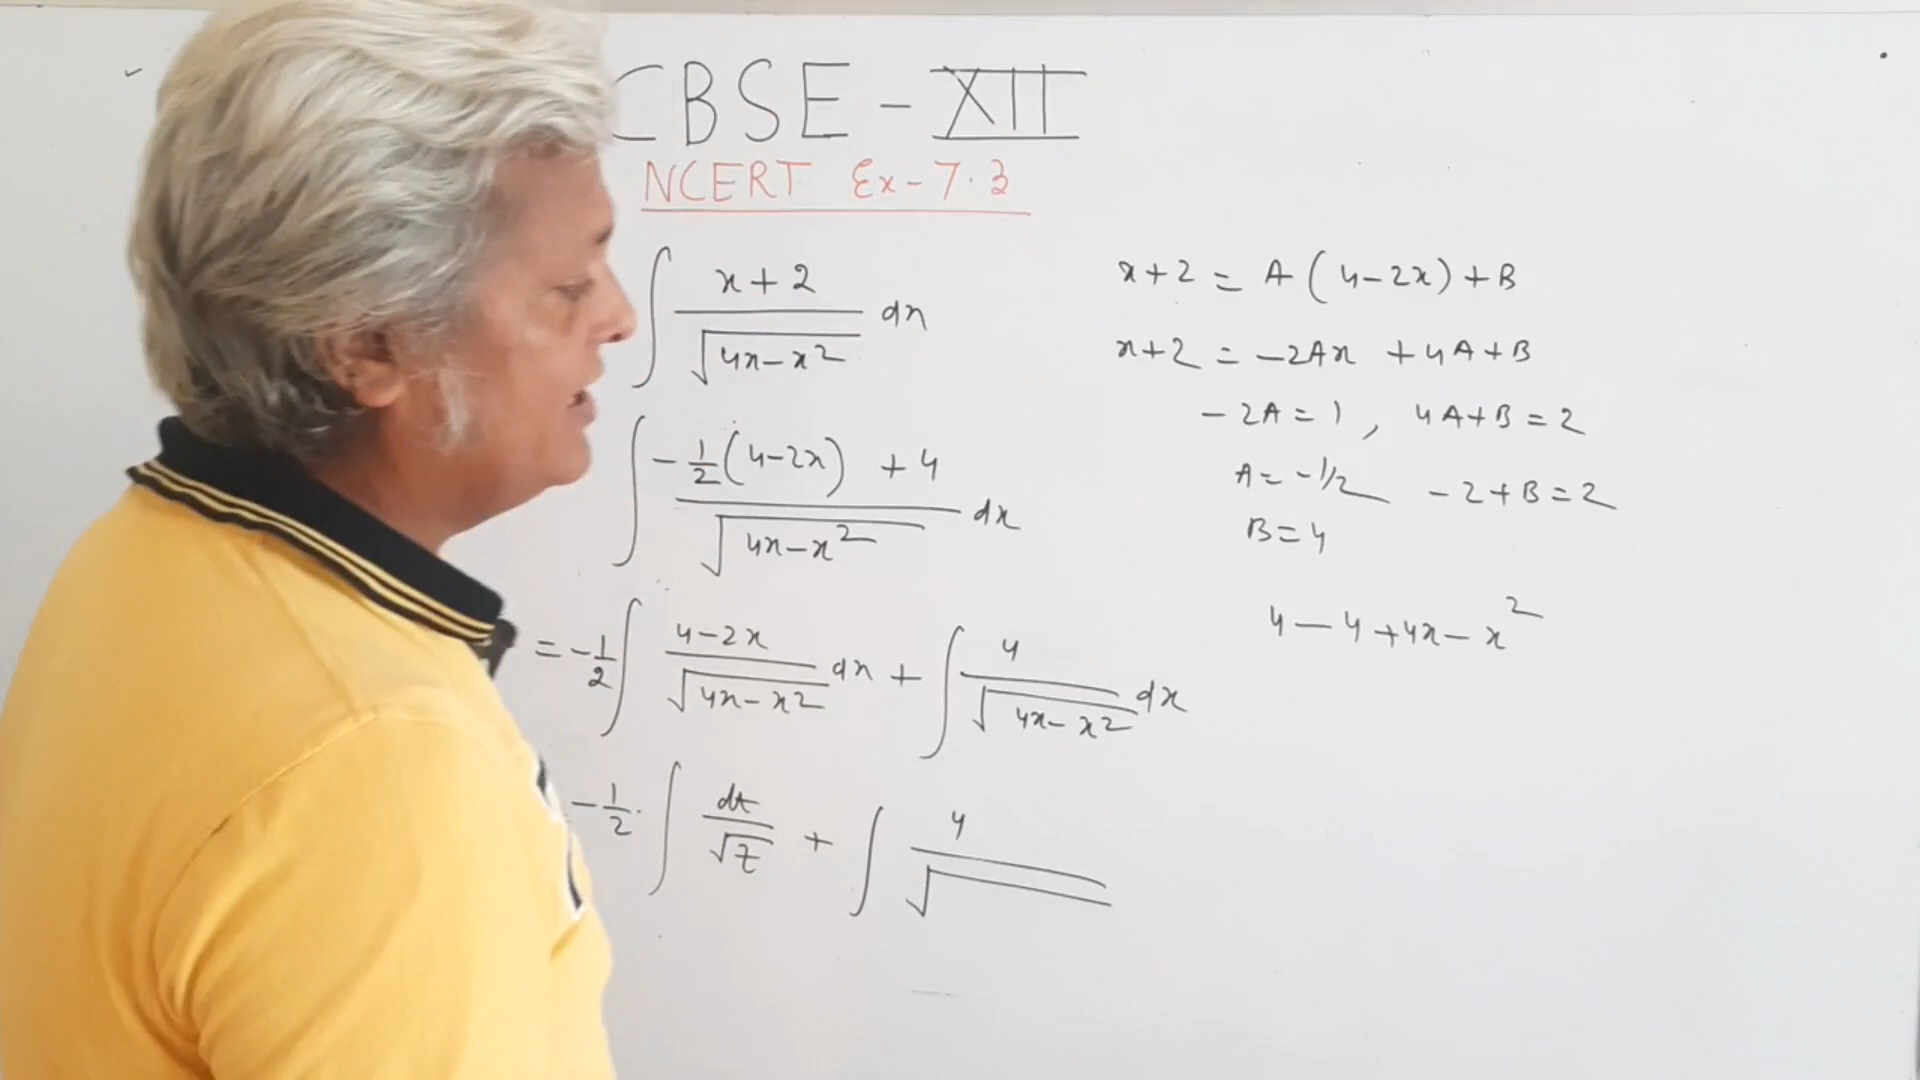 CBSE - XII
NCERT Ex-7.3
∫ x+2 / √(4x-x²) dx
∫ -1/2 (4-2x) + 4 / √(4x-x²) dx
= -1/2 ∫ 4-2x / √(4x-x²) dx + ∫ 4 / √(4x-x²) dx
-1/2 . ∫ dt / √t + ∫ 4 / √
x+2 = A(4-2x)+B
x+2 = -2Ax + 4A+B
-2A=1, 4A+B=2
A=-1/2 -2+B=2
B=4
4-4+4x-x²